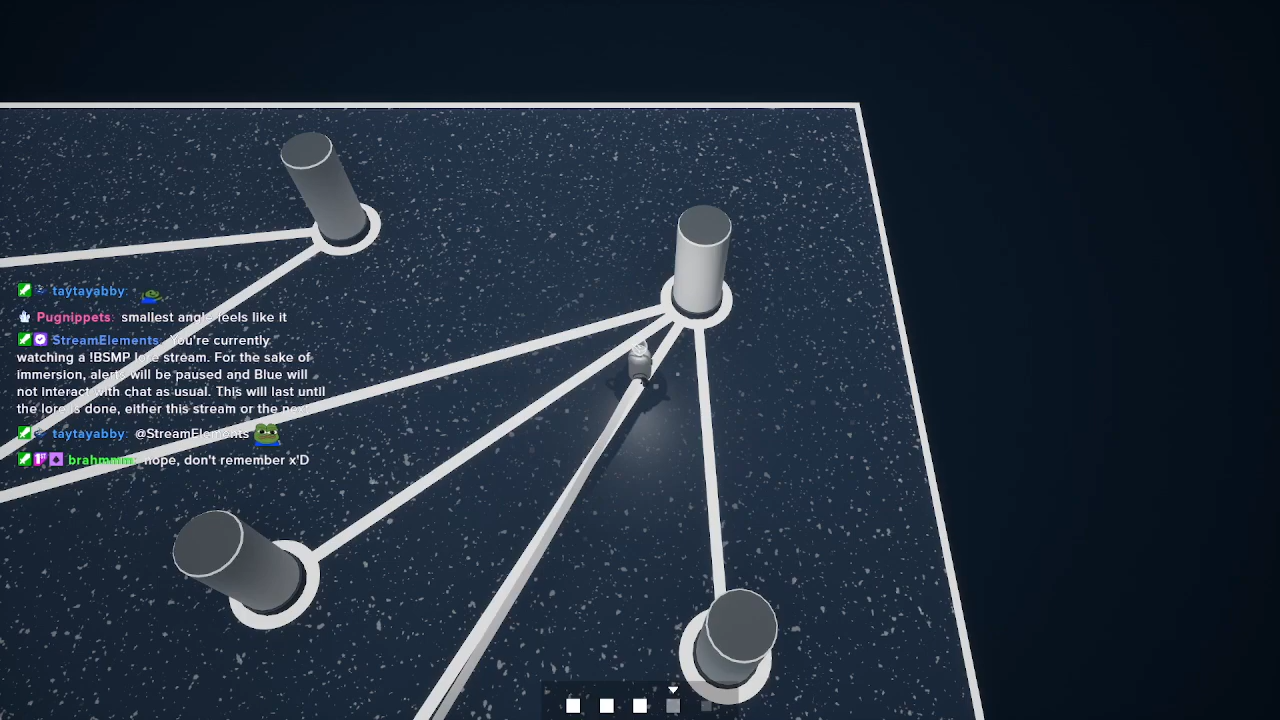 taytayabby:
Pugnippets: smallest angle feels like it
StreamElements: You're currently
watching a !BSMP lore stream. For the sake of
immersion, alerts will be paused and Blue will
not interact with chat as usual. This will last until
the lore is done, either this stream or the next
taytayabby: @StreamElements
brahmnm: nope, don't remember x'D